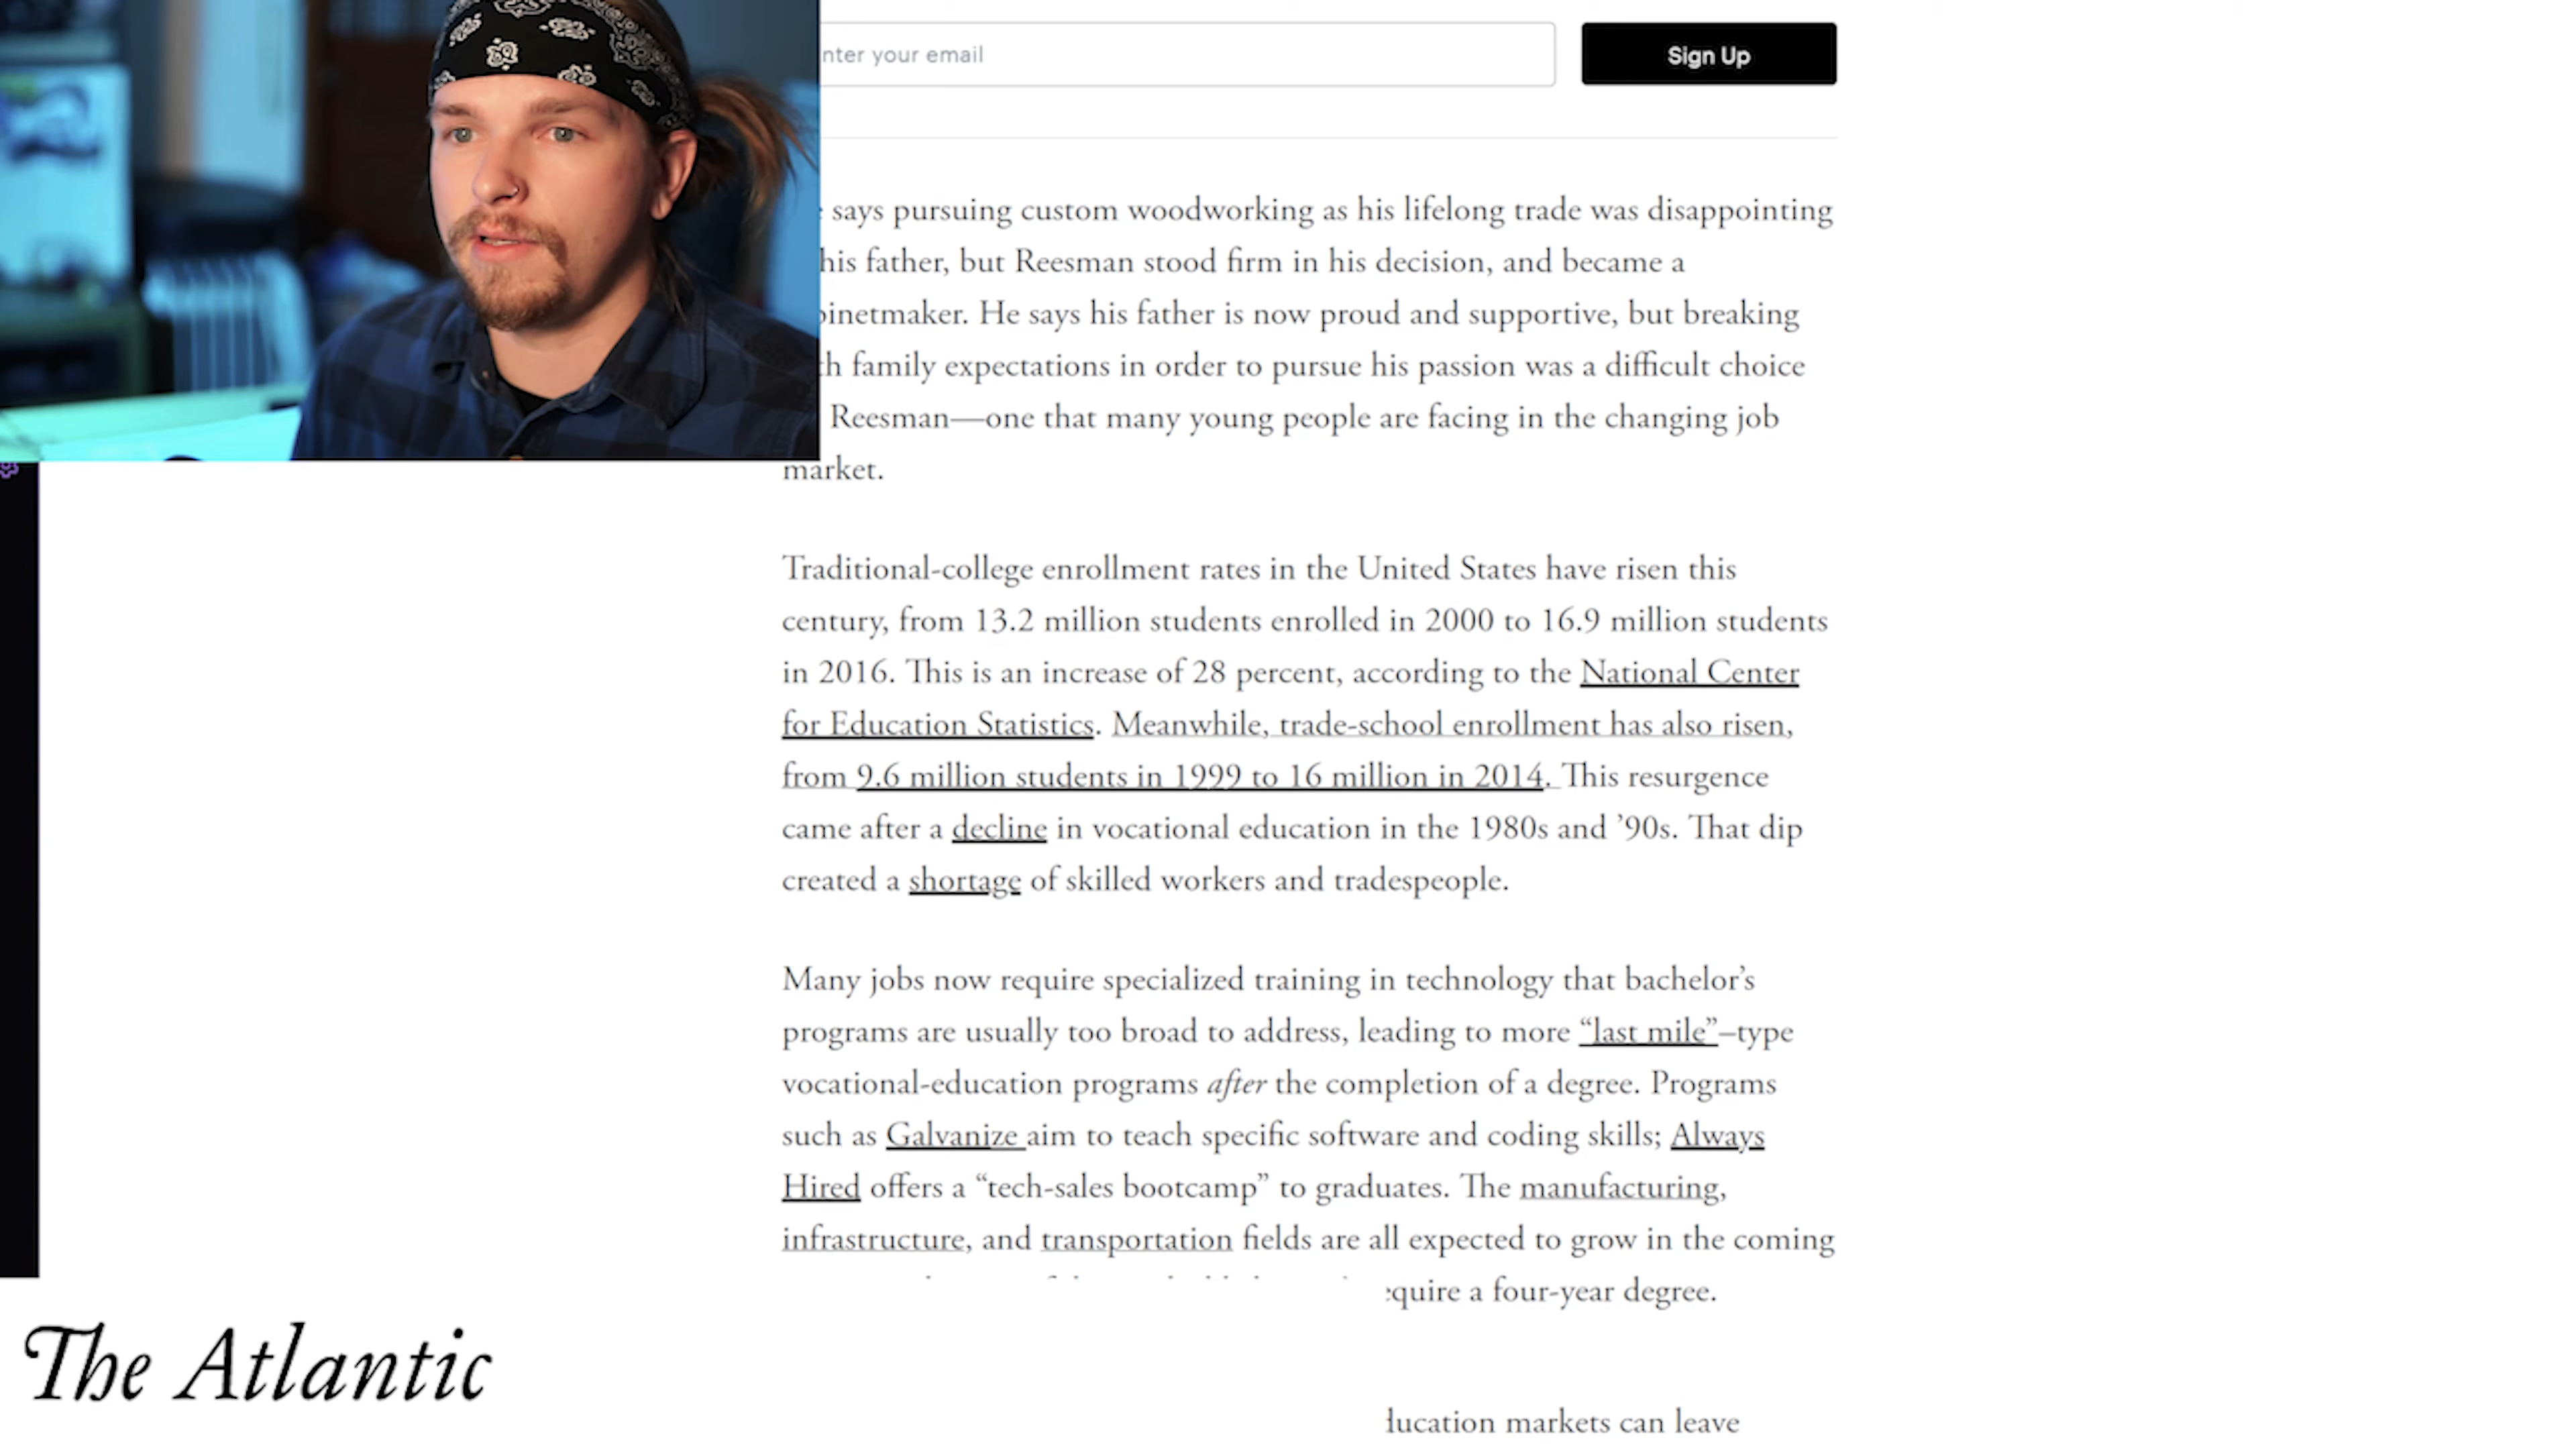 nter your email
Sign Up
says pursuing custom woodworking as his lifelong trade was disappointing
his father, but Reesman stood firm in his decision, and became a
binetmaker. He says his father is now proud and supportive, but breaking
h family expectations in order to pursue his passion was a difficult choice
Reesman—one that many young people are facing in the changing job
market.
Traditional-college enrollment rates in the United States have risen this
century, from 13.2 million students enrolled in 2000 to 16.9 million students
in 2016. This is an increase of 28 percent, according to the National Center
for Education Statistics. Meanwhile, trade-school enrollment has also risen,
from 9.6 million students in 1999 to 16 million in 2014. This resurgence
came after a decline in vocational education in the 1980s and ’90s. That dip
created a shortage of skilled workers and tradespeople.
Many jobs now require specialized training in technology that bachelor’s
programs are usually too broad to address, leading to more “last mile”–type
vocational-education programs after the completion of a degree. Programs
such as Galvanize aim to teach specific software and coding skills; Always
Hired offers a “tech-sales bootcamp” to graduates. The manufacturing,
infrastructure, and transportation fields are all expected to grow in the coming
equire a four-year degree.
The Atlantic
ducation markets can leave